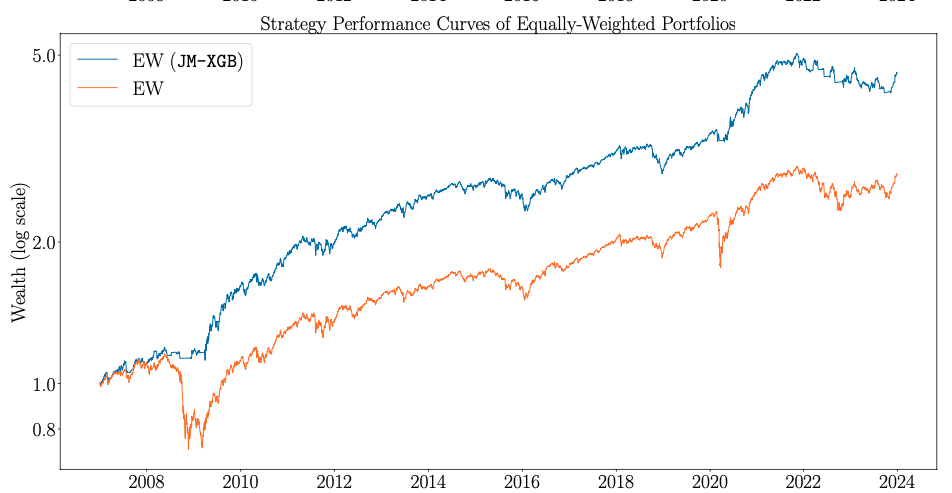 Strategy Performance Curves of Equally-Weighted Portfolios
EW (JM-XGB)
EW
Wealth (log scale)
5.0
2.0
1.0
0.8
2008 2010 2012 2014 2016 2018 2020 2022 2024